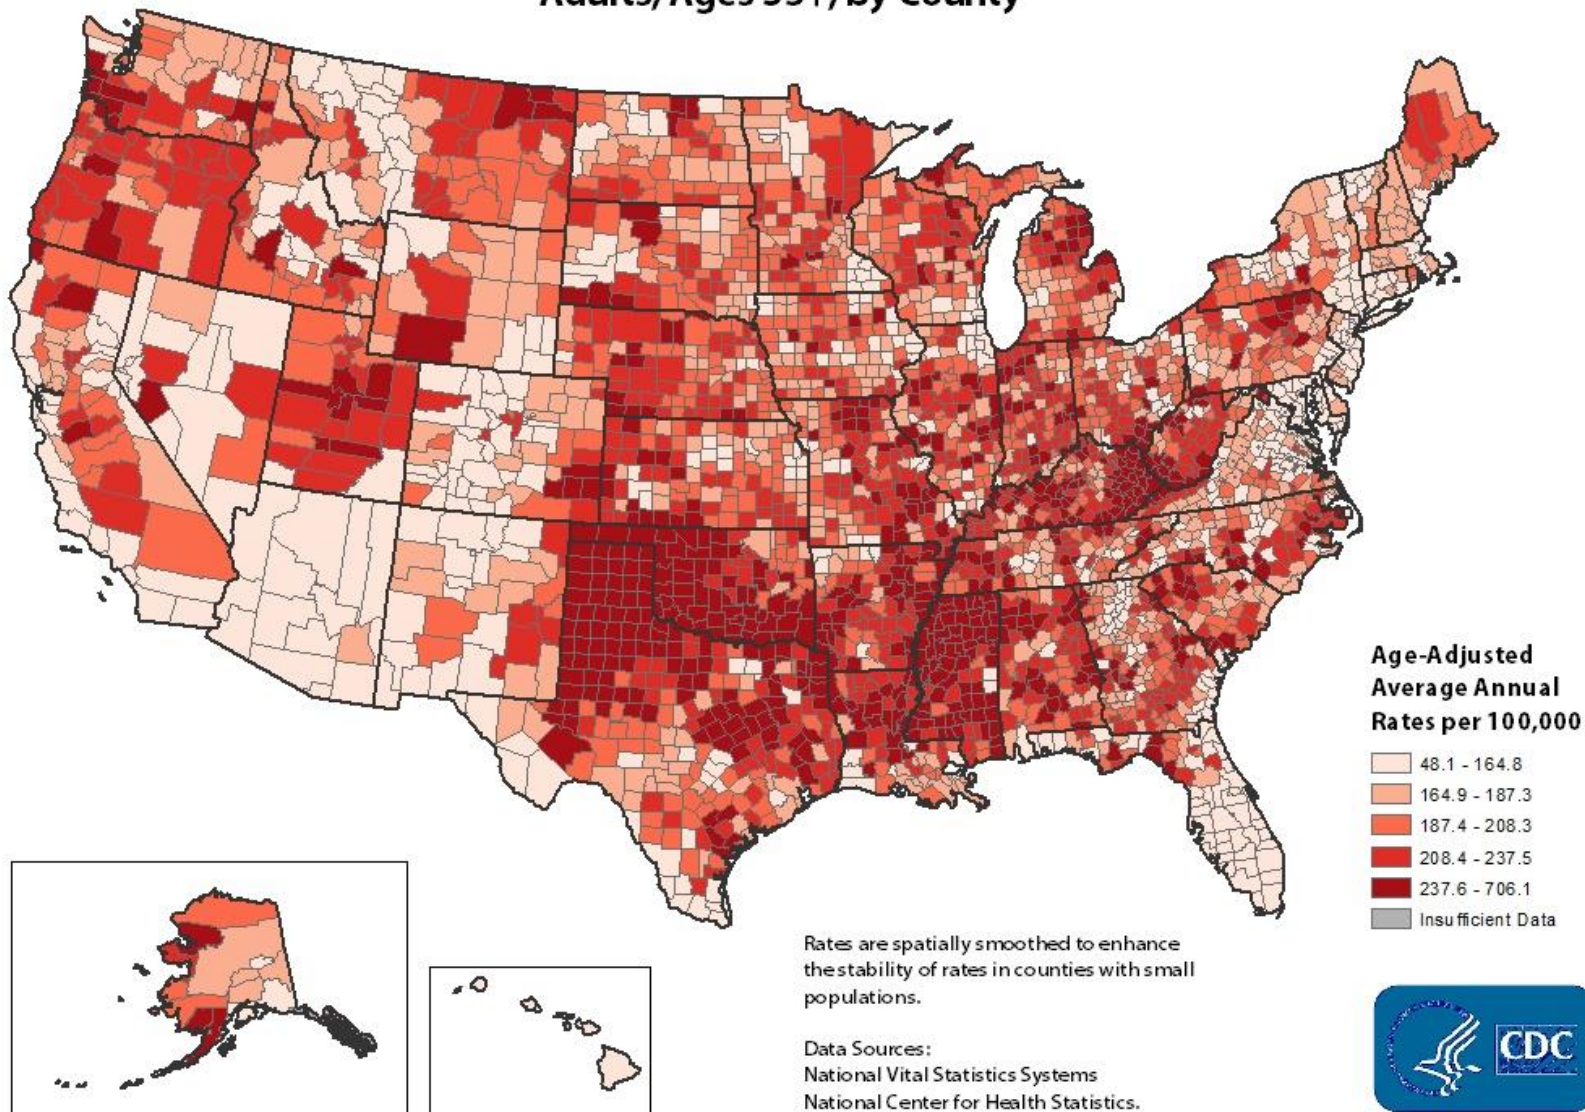 Adults, Ages 35+, by County
Age-Adjusted
Average Annual
Rates per 100,000
48.1 - 164.8
164.9 - 187.3
187.4 - 208.3
208.4 - 237.5
237.6 - 706.1
Insufficient Data
Rates are spatially smoothed to enhance
the stability of rates in counties with small
populations.
Data Sources:
National Vital Statistics Systems
National Center for Health Statistics.
CDC